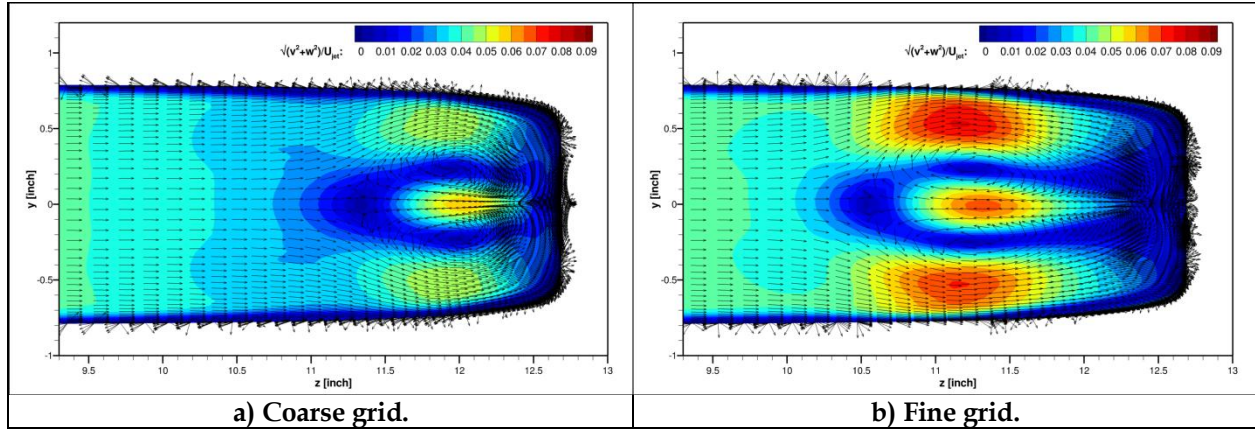 √(v²+w²)/U_jet: 0 0.01 0.02 0.03 0.04 0.05 0.06 0.07 0.08 0.09
y [inch]
1
0.5
0
-0.5
-1
9.5 10 10.5 11 11.5 12 12.5 13
z [inch]
√(v²+w²)/U_jet: 0 0.01 0.02 0.03 0.04 0.05 0.06 0.07 0.08 0.09
y [inch]
1
0.5
0
-0.5
-1
9.5 10 10.5 11 11.5 12 12.5 13
z [inch]
a) Coarse grid.
b) Fine grid.